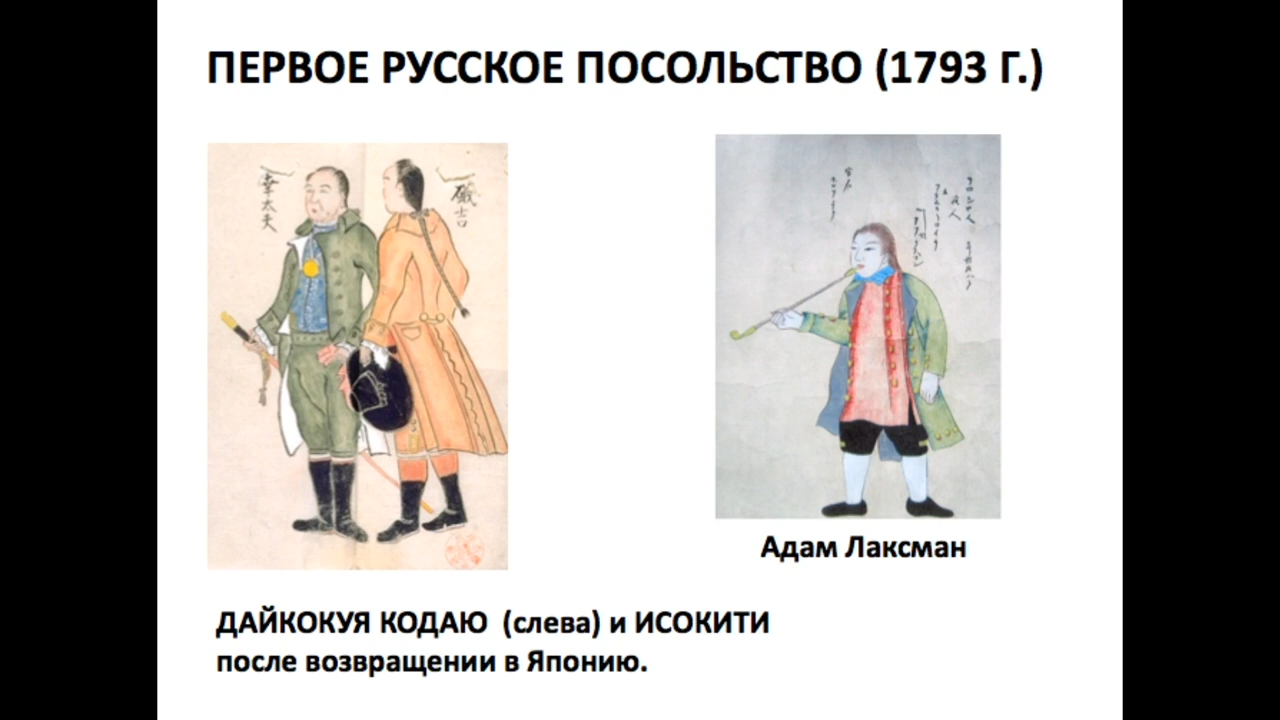 ПЕРВОЕ РУССКОЕ ПОСОЛЬСТВО (1793 Г.)
幸太夫
磯吉
Адам Лаксман
ДАЙКОКУЯ КОДАЮ (слева) и ИСОКИТИ
после возвращении в Японию.